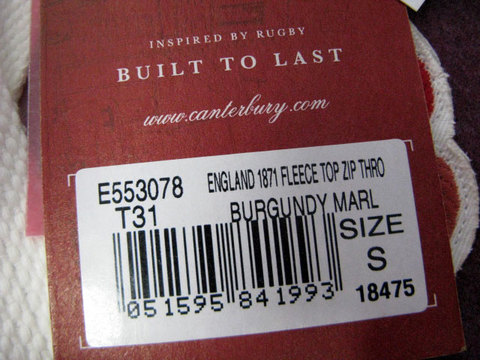 INSPIRED BY RUGBY
BUILT TO LAST
www.canterbury.com
E553078 ENGLAND 1871 FLEECE TOP ZIP THRO
T31 BURGUNDY MARL
SIZE
S
051595 841993 18475